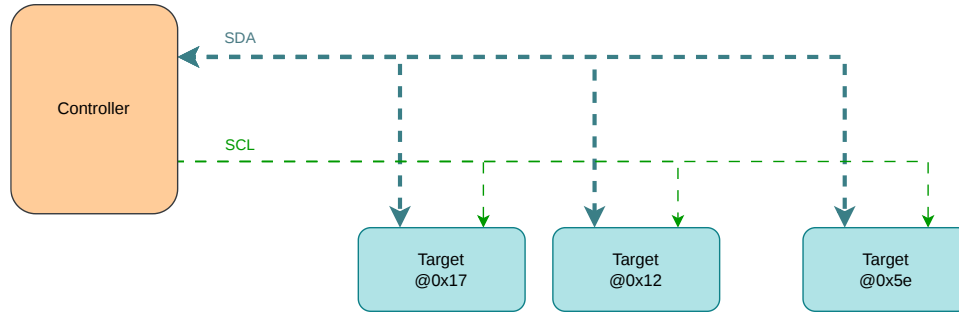 SDA
Controller
SCL
Target
@0x17
Target
@0x12
Target
@0x5e